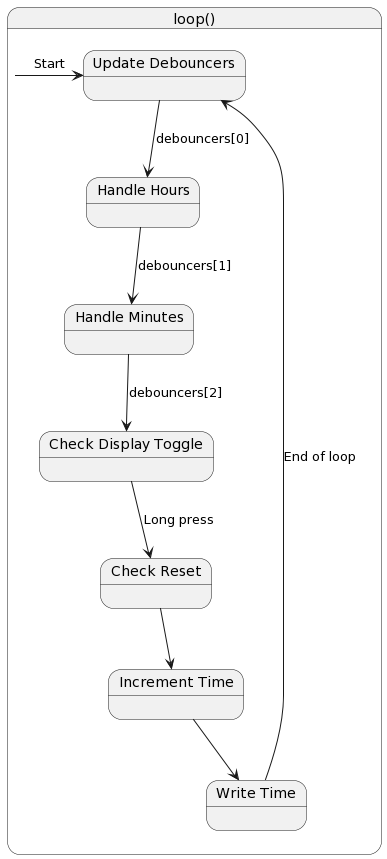 loop()
Start
Update Debouncers
debouncers[0]
Handle Hours
debouncers[1]
Handle Minutes
debouncers[2]
Check Display Toggle
End of loop
Long press
Check Reset
Increment Time
Write Time